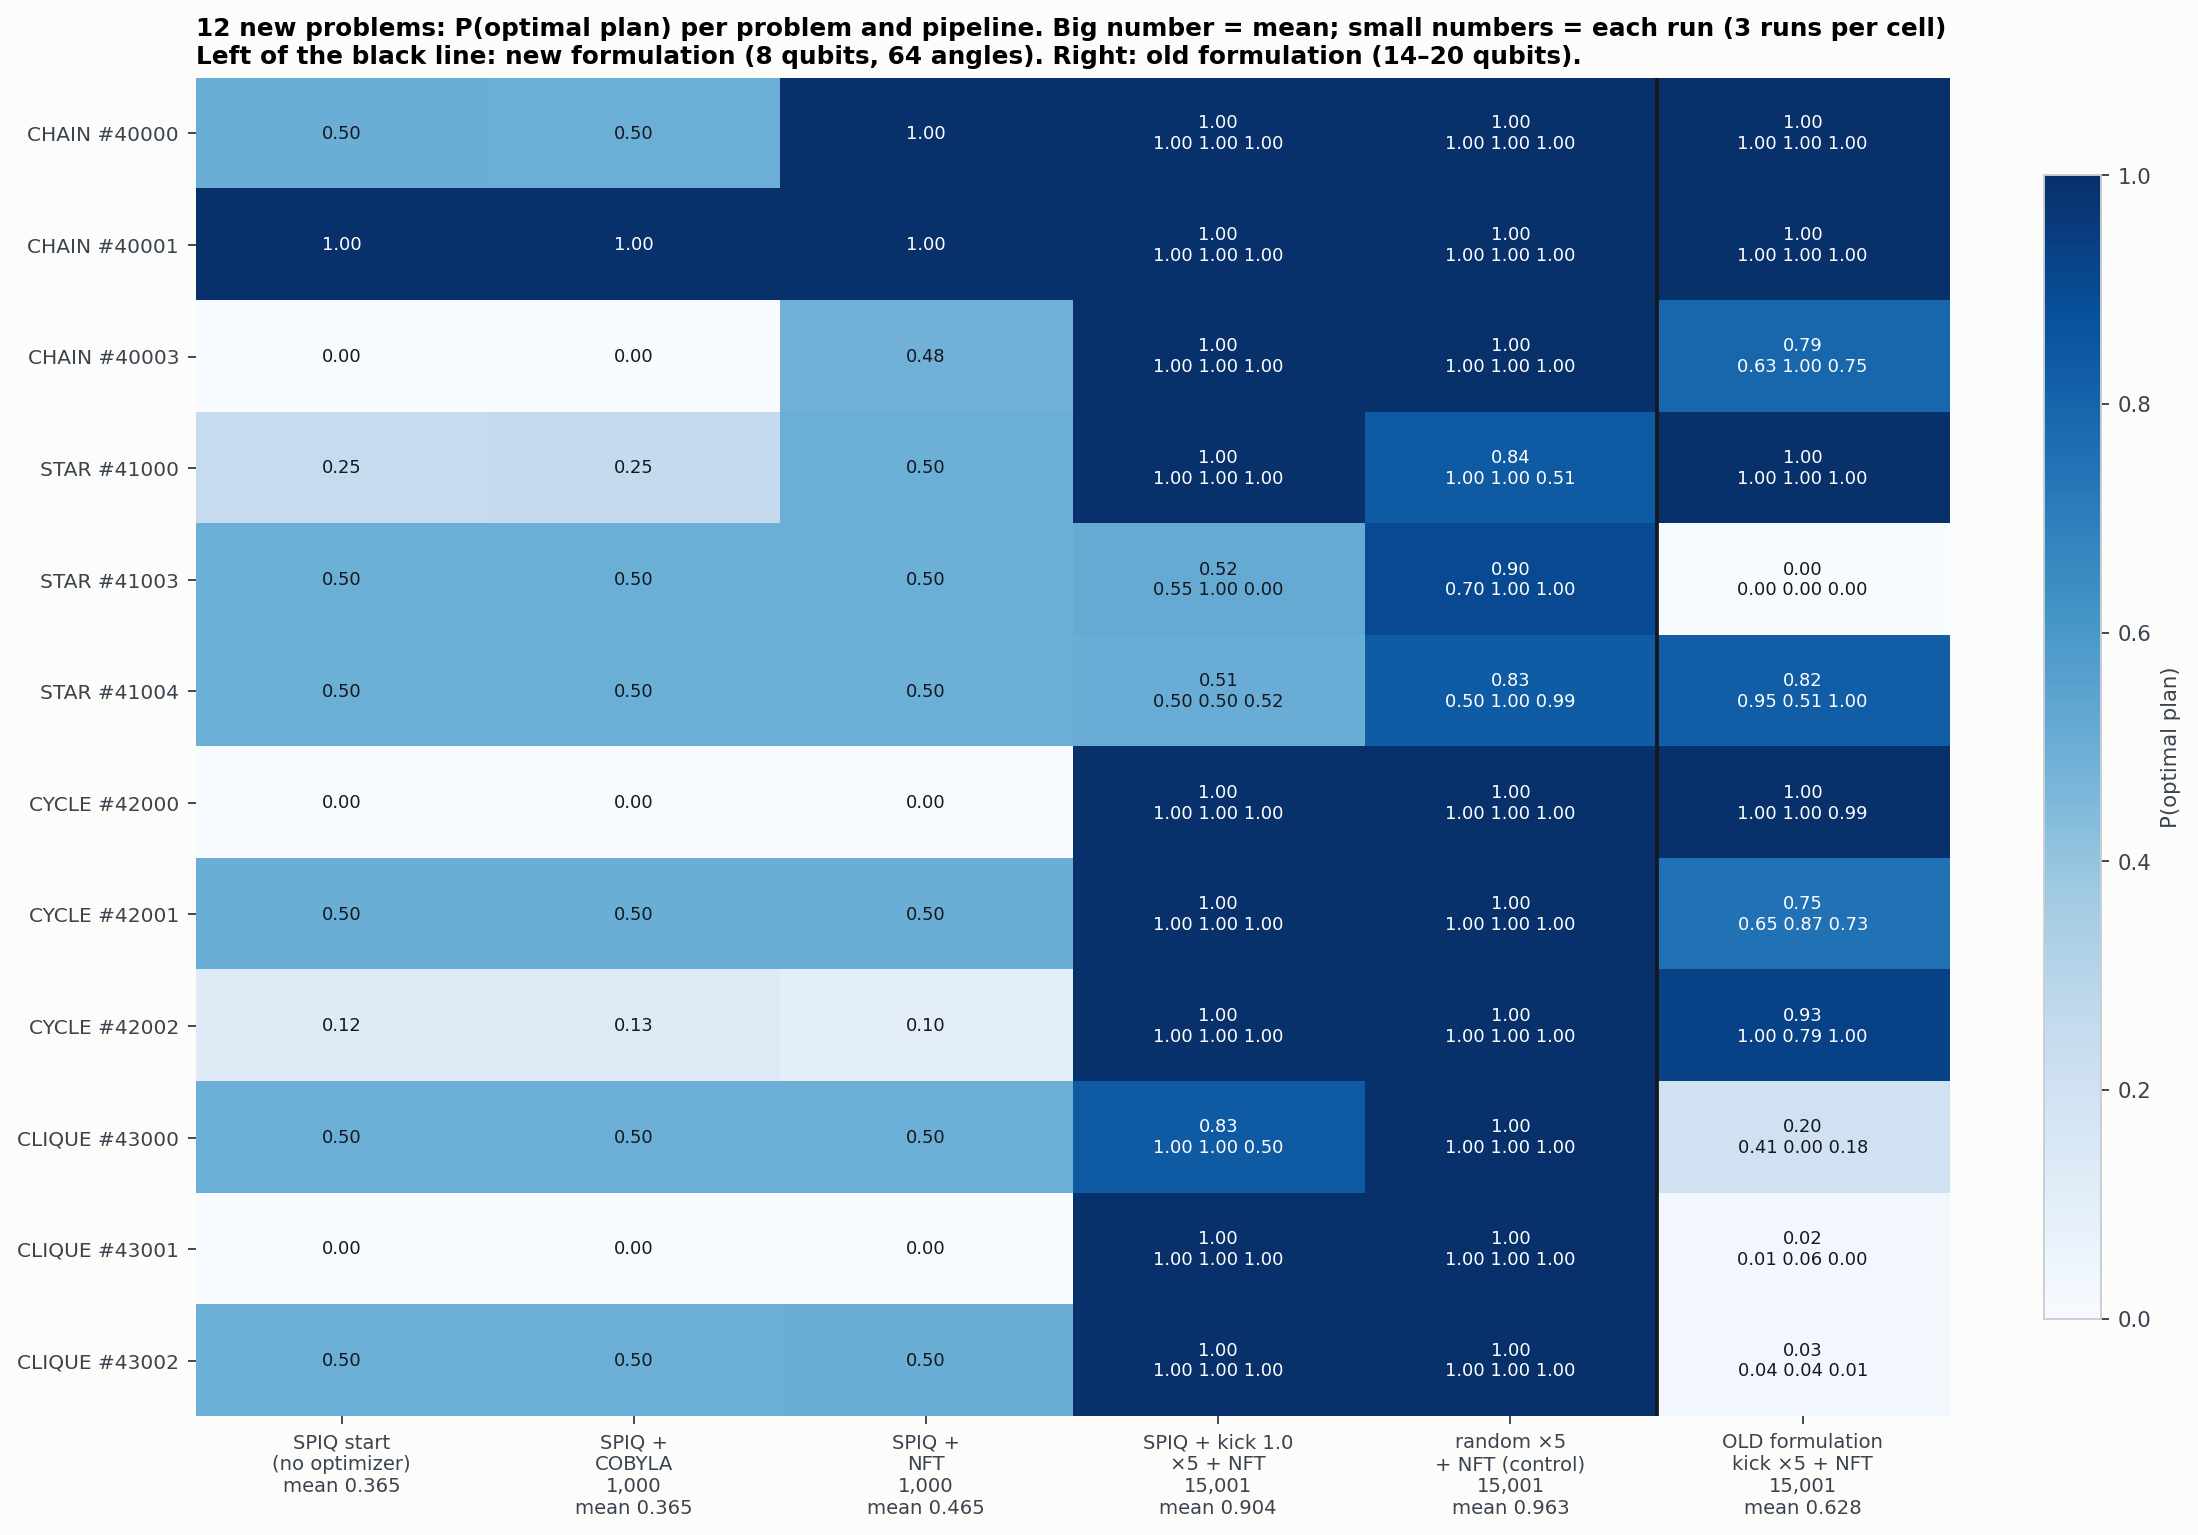 12 new problems: P(optimal plan) per problem and pipeline. Big number = mean; small numbers = each run (3 runs per cell)
Left of the black line: new formulation (8 qubits, 64 angles). Right: old formulation (14–20 qubits).
CHAIN #40000
0.50
0.50
1.00
1.00
1.00 1.00 1.00
1.00
1.00 1.00 1.00
1.00
1.00 1.00 1.00
CHAIN #40001
1.00
1.00
1.00
1.00
1.00 1.00 1.00
1.00
1.00 1.00 1.00
1.00
1.00 1.00 1.00
CHAIN #40003
0.00
0.00
0.48
1.00
1.00 1.00 1.00
1.00
1.00 1.00 1.00
0.79
0.63 1.00 0.75
STAR #41000
0.25
0.25
0.50
1.00
1.00 1.00 1.00
0.84
1.00 1.00 0.51
1.00
1.00 1.00 1.00
STAR #41003
0.50
0.50
0.50
0.52
0.55 1.00 0.00
0.90
0.70 1.00 1.00
0.00
0.00 0.00 0.00
STAR #41004
0.50
0.50
0.50
0.51
0.50 0.50 0.52
0.83
0.50 1.00 0.99
0.82
0.95 0.51 1.00
CYCLE #42000
0.00
0.00
0.00
1.00
1.00 1.00 1.00
1.00
1.00 1.00 1.00
1.00
1.00 1.00 0.99
CYCLE #42001
0.50
0.50
0.50
1.00
1.00 1.00 1.00
1.00
1.00 1.00 1.00
0.75
0.65 0.87 0.73
CYCLE #42002
0.12
0.13
0.10
1.00
1.00 1.00 1.00
1.00
1.00 1.00 1.00
0.93
1.00 0.79 1.00
CLIQUE #43000
0.50
0.50
0.50
0.83
1.00 1.00 0.50
1.00
1.00 1.00 1.00
0.20
0.41 0.00 0.18
CLIQUE #43001
0.00
0.00
0.00
1.00
1.00 1.00 1.00
1.00
1.00 1.00 1.00
0.02
0.01 0.06 0.00
CLIQUE #43002
0.50
0.50
0.50
1.00
1.00 1.00 1.00
1.00
1.00 1.00 1.00
0.03
0.04 0.04 0.01
SPIQ start
(no optimizer)
mean 0.365
SPIQ +
COBYLA
1,000
mean 0.365
SPIQ +
NFT
1,000
mean 0.465
SPIQ + kick 1.0
×5 + NFT
15,001
mean 0.904
random ×5
+ NFT (control)
15,001
mean 0.963
OLD formulation
kick ×5 + NFT
15,001
mean 0.628
1.0
0.8
0.6
0.4
0.2
0.0
P(optimal plan)